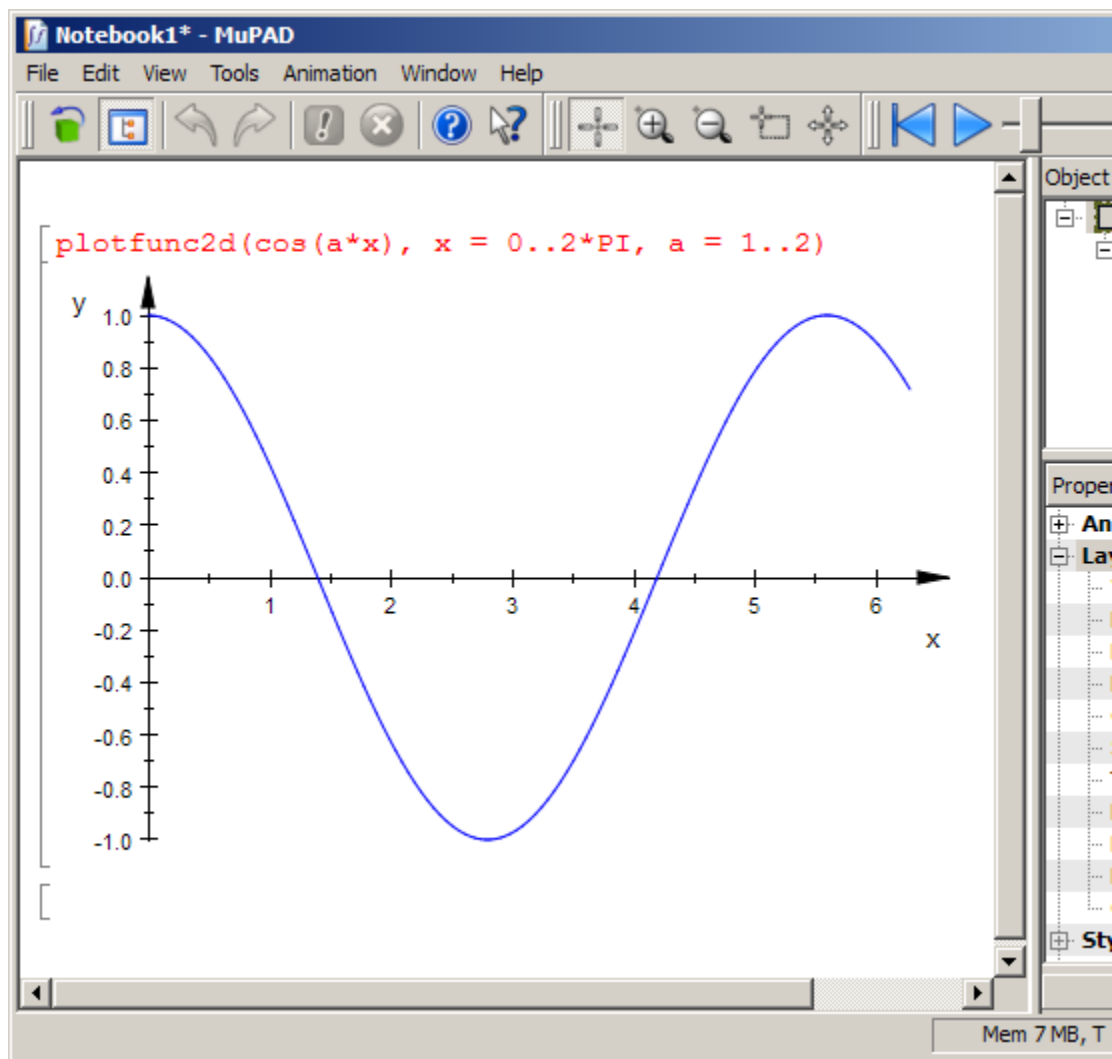 Notebook1* - MuPAD
File Edit View Tools Animation Window Help
Object
plotfunc2d(cos(a*x), x = 0..2*PI, a = 1..2)
y
1.0
0.8
0.6
0.4
0.2
0.0
-0.2
-0.4
-0.6
-0.8
-1.0
1 2 3 4 5 6
x
Proper
An
Lay
Sty
Mem 7 MB, T